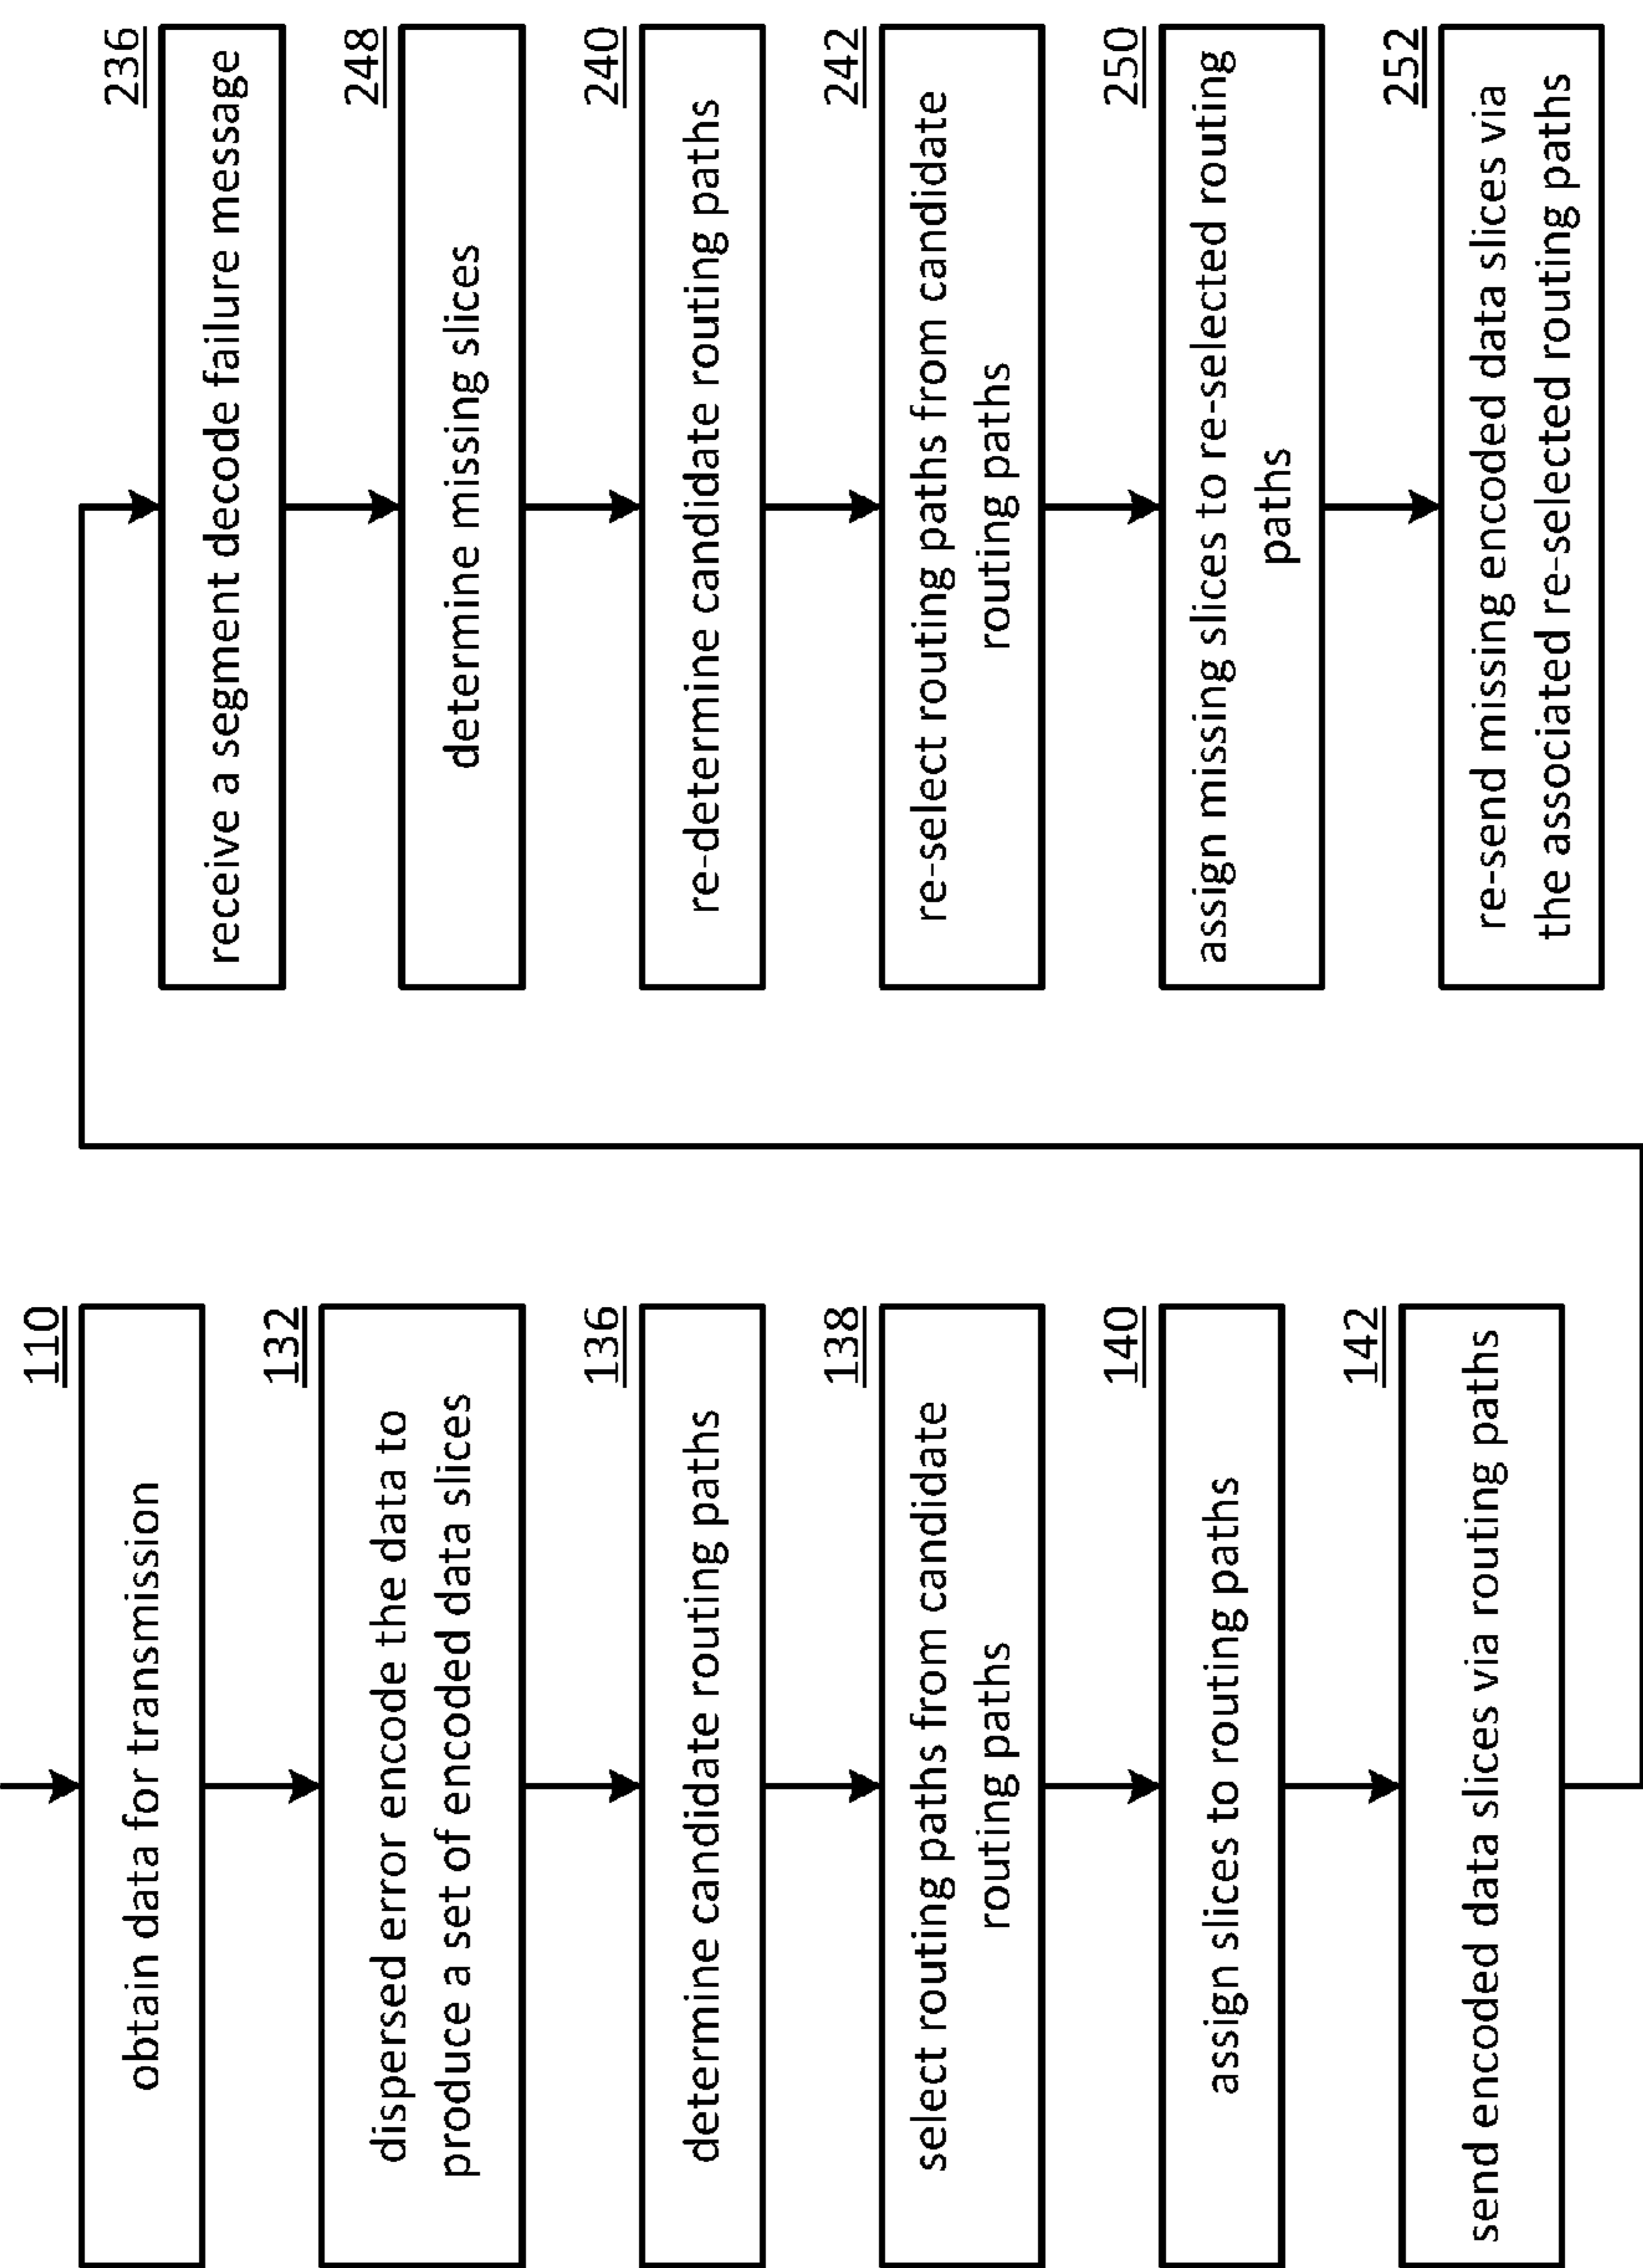 110
obtain data for transmission
132
dispersed error encode the data to
produce a set of encoded data slices
136
determine candidate routing paths
138
select routing paths from candidate
routing paths
140
assign slices to routing paths
142
send encoded data slices via routing paths
236
receive a segment decode failure message
248
determine missing slices
240
re-determine candidate routing paths
242
re-select routing paths from candidate
routing paths
250
assign missing slices to re-selected routing
paths
252
re-send missing encoded data slices via
the associated re-selected routing paths